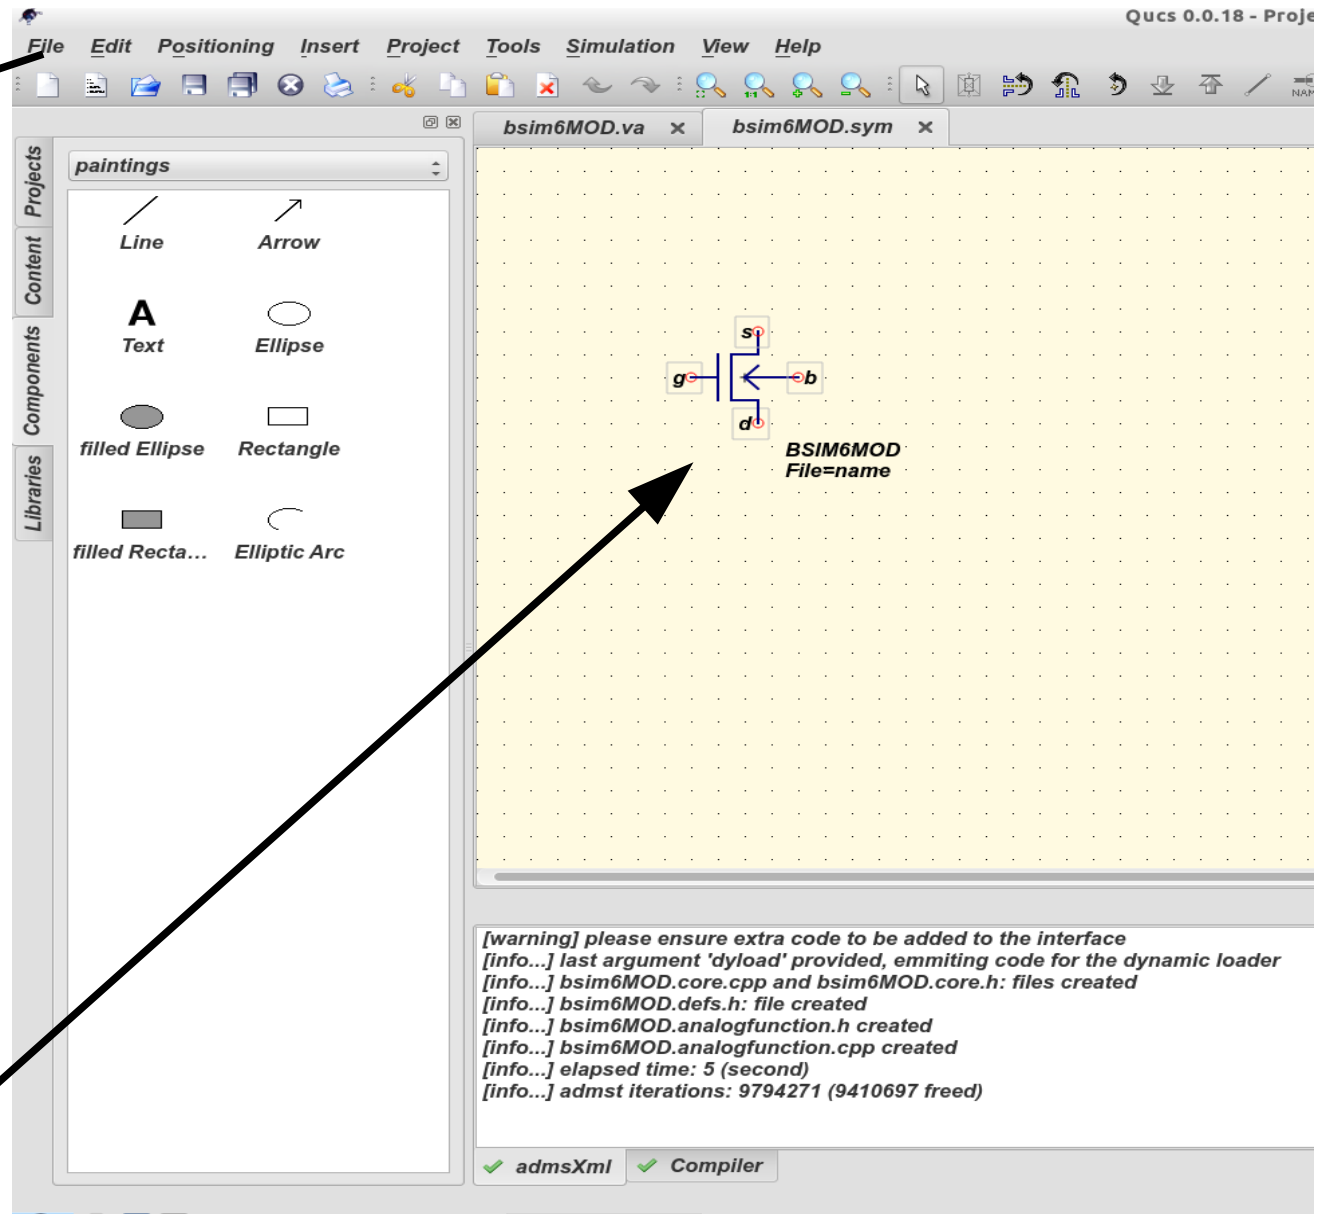 Qucs 0.0.18 - Proje
File Edit Positioning Insert Project Tools Simulation View Help
1:1
NAM
bsim6MOD.va
bsim6MOD.sym
Projects
Content
Components
Libraries
paintings
Line
Arrow
A
Text
Ellipse
filled Ellipse
Rectangle
filled Recta...
Elliptic Arc
s
g
b
d
BSIM6MOD
File=name
[warning] please ensure extra code to be added to the interface
[info...] last argument 'dyload' provided, emmiting code for the dynamic loader
[info...] bsim6MOD.core.cpp and bsim6MOD.core.h: files created
[info...] bsim6MOD.defs.h: file created
[info...] bsim6MOD.analogfunction.h created
[info...] bsim6MOD.analogfunction.cpp created
[info...] elapsed time: 5 (second)
[info...] admst iterations: 9794271 (9410697 freed)
admsXml
Compiler